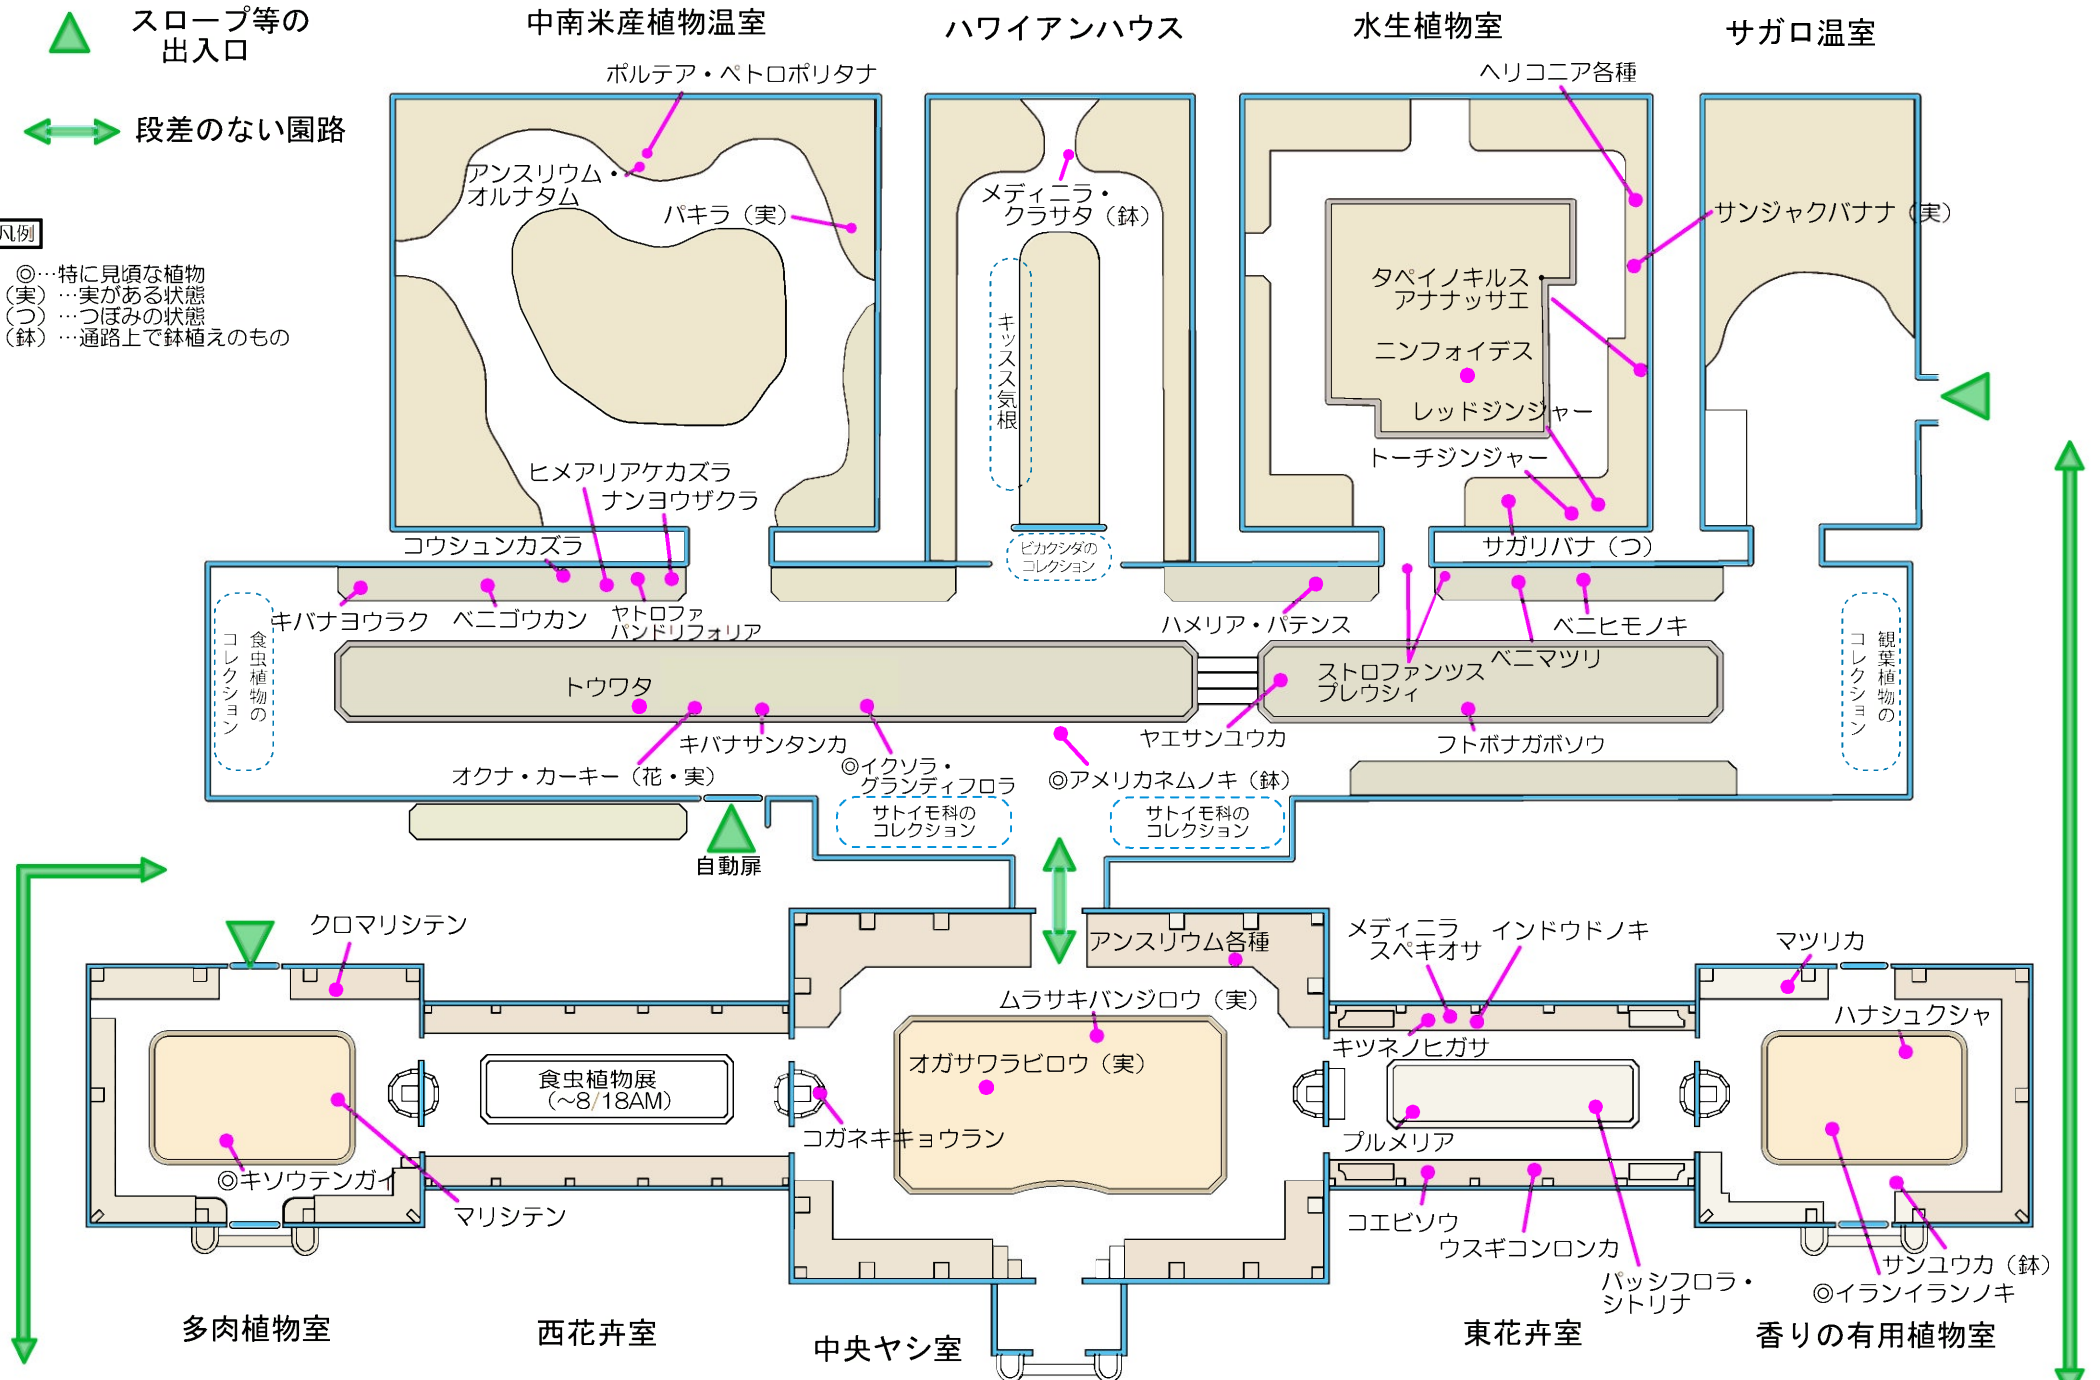 スロープ等の
出入口
中南米産植物温室
ハワイアンハウス
水生植物室
サガロ温室
段差のない園路
凡例
◎…特に見頃な植物
（実）…実がある状態
（つ）…つぼみの状態
（鉢）…通路上で鉢植えのもの
ポルテア・ペトロポリタナ
アンスリウム・
オルナタム
パキラ（実）
メディニラ・
クラサタ（鉢）
キッスス気根
ヘリコニア各種
サンジャクバナナ（実）
タペイノキルス
アナナッサエ
ニンフォイデス
レッドジンジャー
トーチジンジャー
サガリバナ（つ）
ヒメアリアケカズラ
ナンヨウザクラ
コウシュンカズラ
ビカクシダの
コレクション
キバナヨウラク
ベニゴウカン
ヤトロファ
パンドリフォリア
ハメリア・パテンス
ベニヒモノキ
ベニマツリ
食虫植物の
コレクション
観葉植物の
コレクション
トウワタ
ストロファンツス
プレウシィ
キバナサンタンカ
ヤエサンユウカ
フトボナガボソウ
オクナ・カーキー（花・実）
◎イクソラ・
グランディフロラ
◎アメリカネムノキ（鉢）
サトイモ科の
コレクション
サトイモ科の
コレクション
自動扉
クロマリシテン
アンスリウム各種
メディニラ
スペキオサ
インドウドノキ
マツリカ
ムラサキバンジロウ（実）
ハナシュクシャ
キツネノヒガサ
オガサワラビロウ（実）
食虫植物展
（～8/18AM）
コガネキキョウラン
プルメリア
◎キソウテンガイ
マリシテン
コエビソウ
ウスギコンロンカ
パッシフロラ・
シトリナ
サンユウカ（鉢）
◎イランイランノキ
多肉植物室
西花卉室
中央ヤシ室
東花卉室
香りの有用植物室